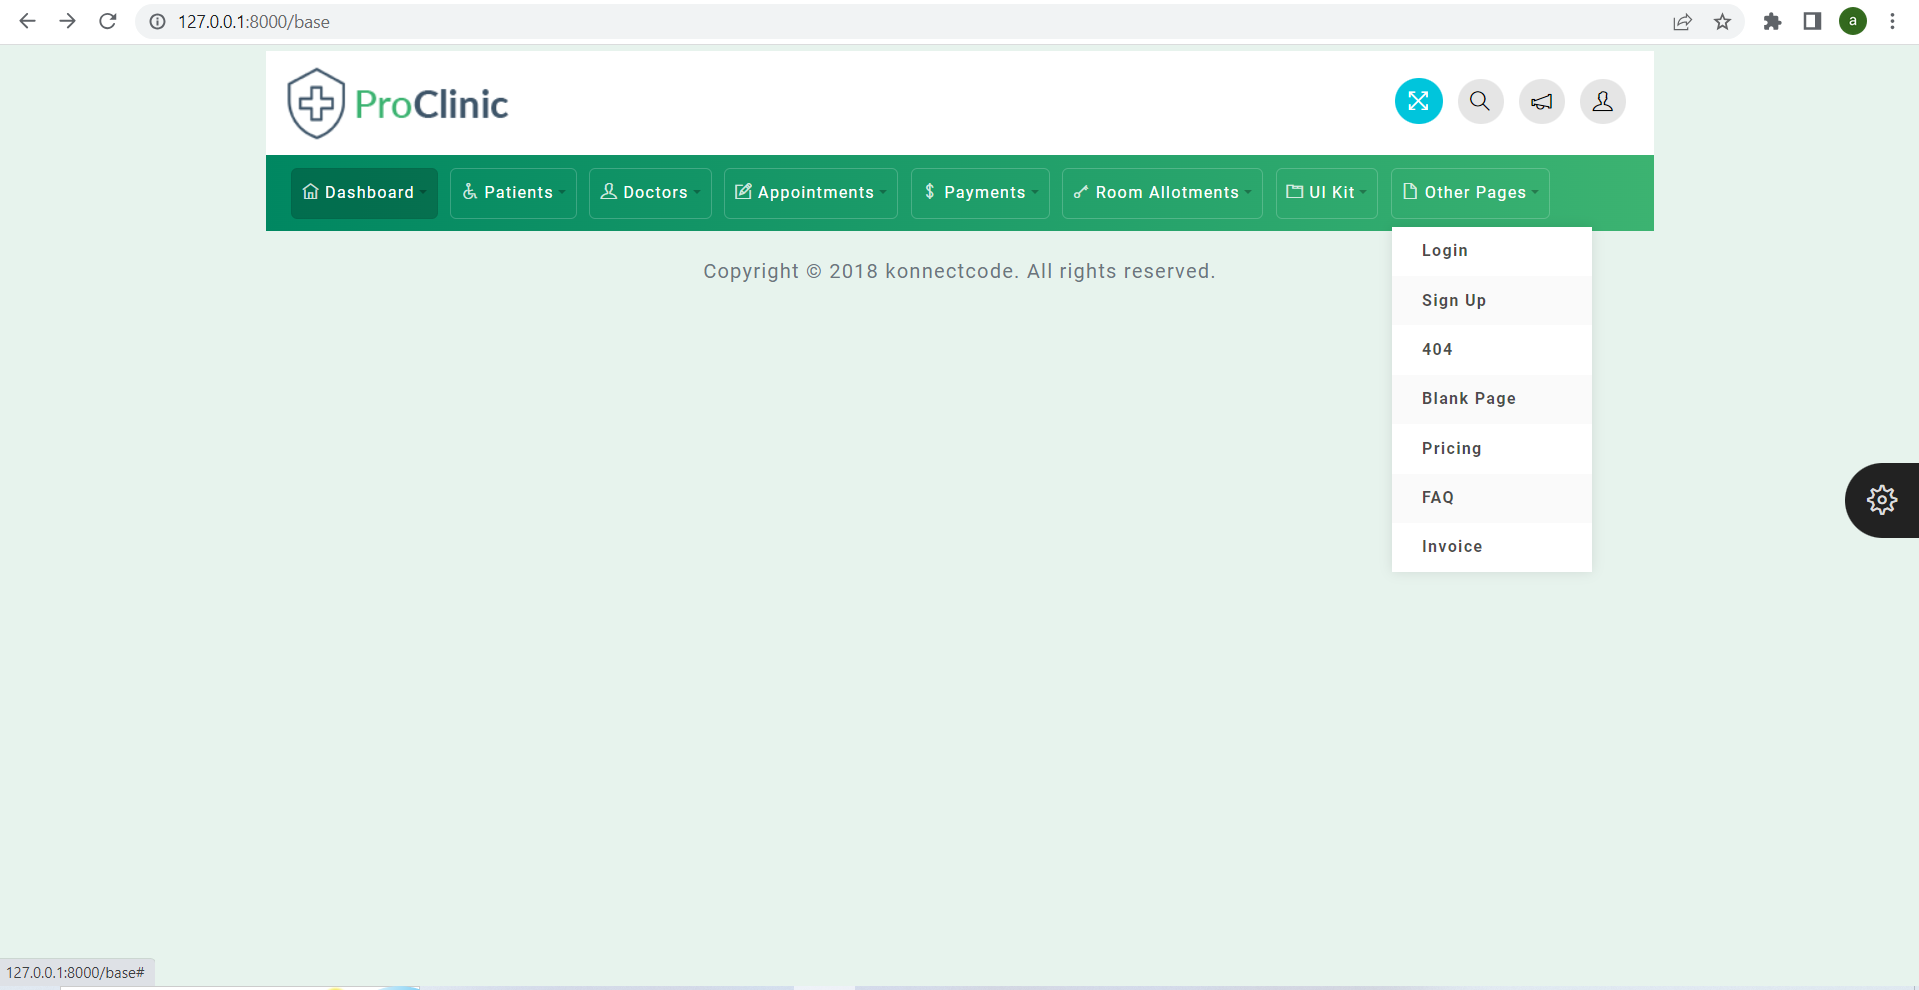 127.0.0.1:8000/base
a
ProClinic
Dashboard Patients Doctors Appointments $ Payments Room Allotments UI Kit Other Pages
Login
Copyright © 2018 konnectcode. All rights reserved.
Sign Up
404
Blank Page
Pricing
FAQ
Invoice
127.0.0.1:8000/base#